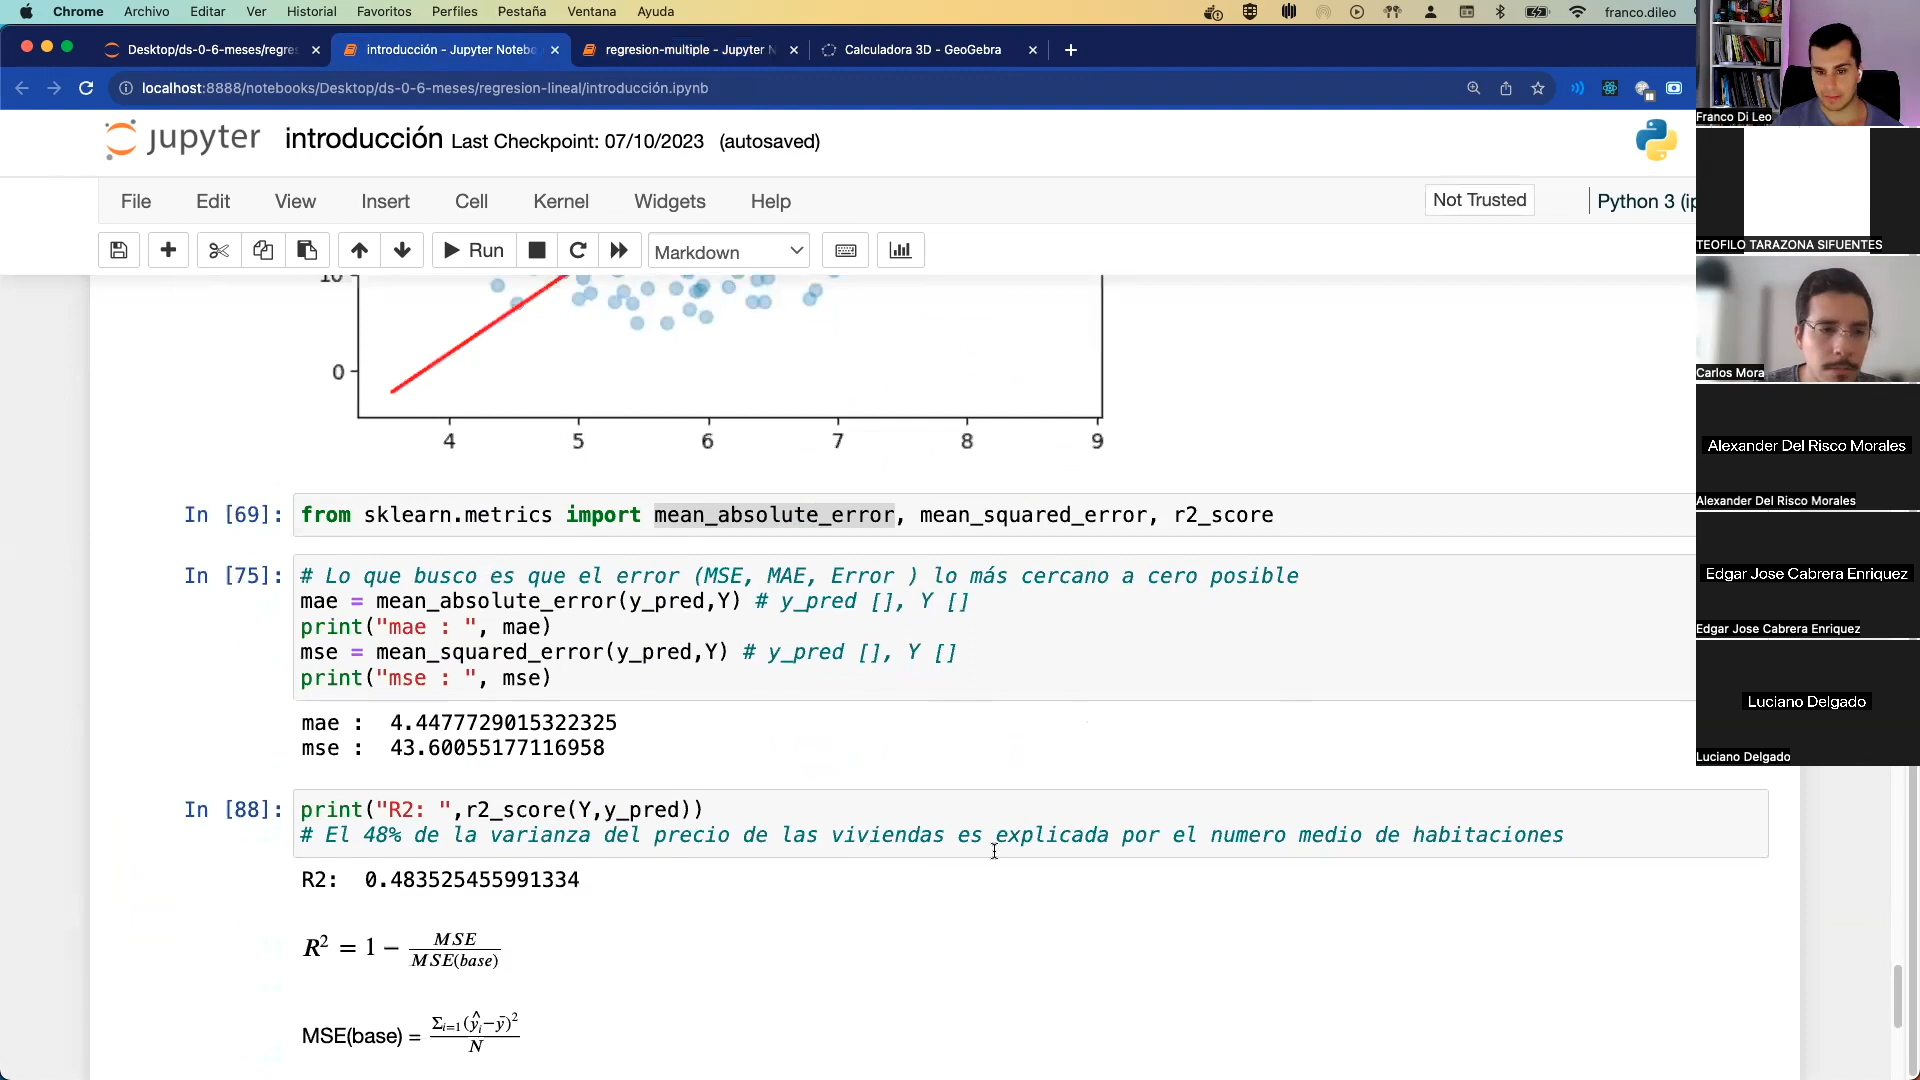 Chrome Archivo Editar Ver Historial Favoritos Perfiles Pestaña Ventana Ayuda franco.dileo
Desktop/ds-0-6-meses/regres
introducción - Jupyter Notebo
regresion-multiple - Jupyter N
Calculadora 3D - GeoGebra
localhost:8888/notebooks/Desktop/ds-0-6-meses/regresion-lineal/introducción.ipynb
jupyter introducción Last Checkpoint: 07/10/2023 (autosaved)
File Edit View Insert Cell Kernel Widgets Help Not Trusted Python 3 (ip
Run Markdown
10
0
4 5 6 7 8 9
In [69]: from sklearn.metrics import mean_absolute_error, mean_squared_error, r2_score
In [75]: # Lo que busco es que el error (MSE, MAE, Error ) lo más cercano a cero posible
mae = mean_absolute_error(y_pred,Y) # y_pred [], Y []
print("mae : ", mae)
mse = mean_squared_error(y_pred,Y) # y_pred [], Y []
print("mse : ", mse)
mae :  4.4477729015322325
mse :  43.60055177116958
In [88]: print("R2: ",r2_score(Y,y_pred))
# El 48% de la varianza del precio de las viviendas es explicada por el numero medio de habitaciones
R2:  0.483525455991334
R² = 1 − MSE / MSE(base)
MSE(base) = Σᵢ₌₁(ŷᵢ−ȳ)² / N
Franco Di Leo
TEOFILO TARAZONA SIFUENTES
Carlos Mora
Alexander Del Risco Morales
Alexander Del Risco Morales
Edgar Jose Cabrera Enriquez
Edgar Jose Cabrera Enriquez
Luciano Delgado
Luciano Delgado